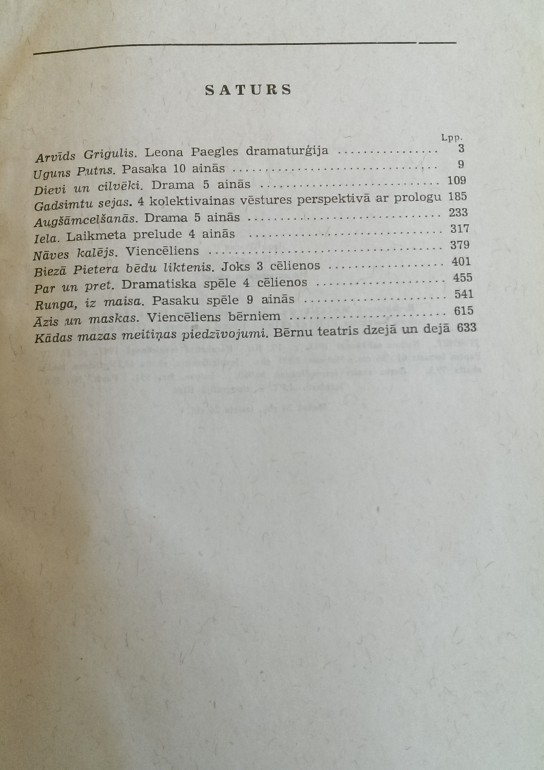 SATURS
Lpp.
Arvīds Grigulis. Leona Paegles dramaturģija ................ 3
Uguns Putns. Pasaka 10 ainās ................................ 9
Dievi un cilvēki. Drama 5 ainās ............................ 109
Gadsimtu sejas. 4 kolektivainas vēstures perspektivā ar prologu 185
Augšāmcelšanās. Drama 5 ainās ............................ 233
Iela. Laikmeta prelude 4 ainās ............................ 317
Nāves kalējs. Viencēliens .................................. 379
Biezā Pietera bēdu liktenis. Joks 3 cēlienos ................ 401
Par un pret. Dramatiska spēle 4 cēlienos .................. 455
Runga, iz maisa. Pasaku spēle 9 ainās .................... 541
Āzis un maskas. Viencēliens bērniem ...................... 615
Kādas mazas meitiņas piedzīvojumi. Bērnu teatris dzejā un dejā 633